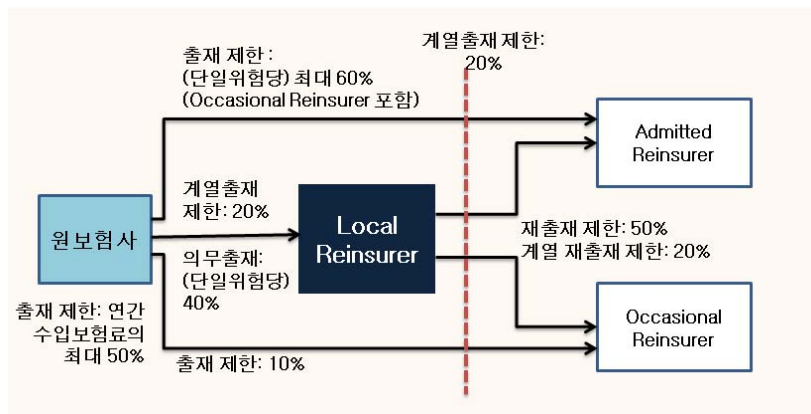 출재 제한 :
(단일위험당) 최대 60%
(Occasional Reinsurer 포함)
계열출재 제한:
20%
Admitted
Reinsurer
원보험사
계열출재
제한: 20%
의무출재:
(단일위험당)
40%
Local
Reinsurer
재출재 제한: 50%
계열 재출재 제한: 20%
출재 제한: 연간
수입보험료의
최대 50%
출재 제한: 10%
Occasional
Reinsurer